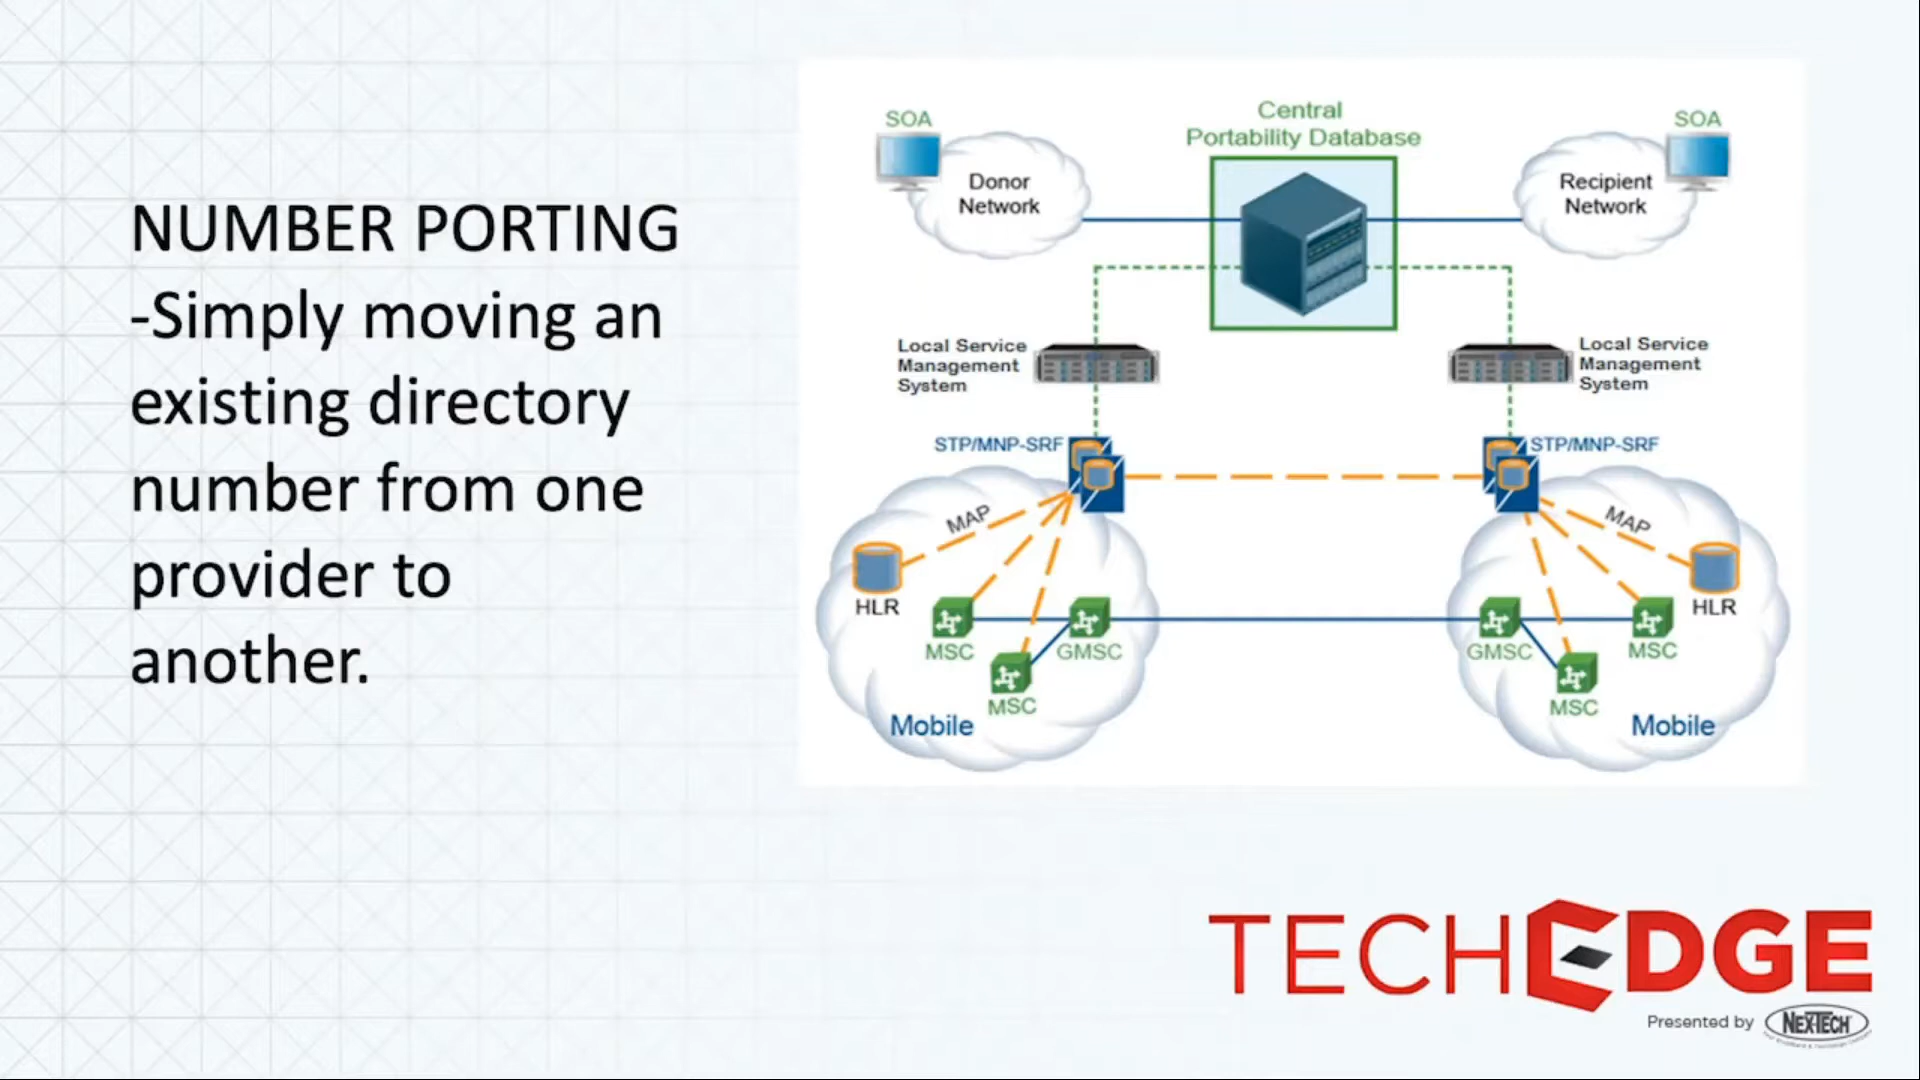 NUMBER PORTING
-Simply moving an
existing directory
number from one
provider to
another.
SOA
Donor
Network
Central
Portability Database
SOA
Recipient
Network
Local Service
Management
System
Local Service
Management
System
STP/MNP-SRF
STP/MNP-SRF
MAP
HLR
MSC
GMSC
MSC
Mobile
MAP
HLR
GMSC
MSC
MSC
Mobile
TECHEDGE
Presented by
NEX-TECH